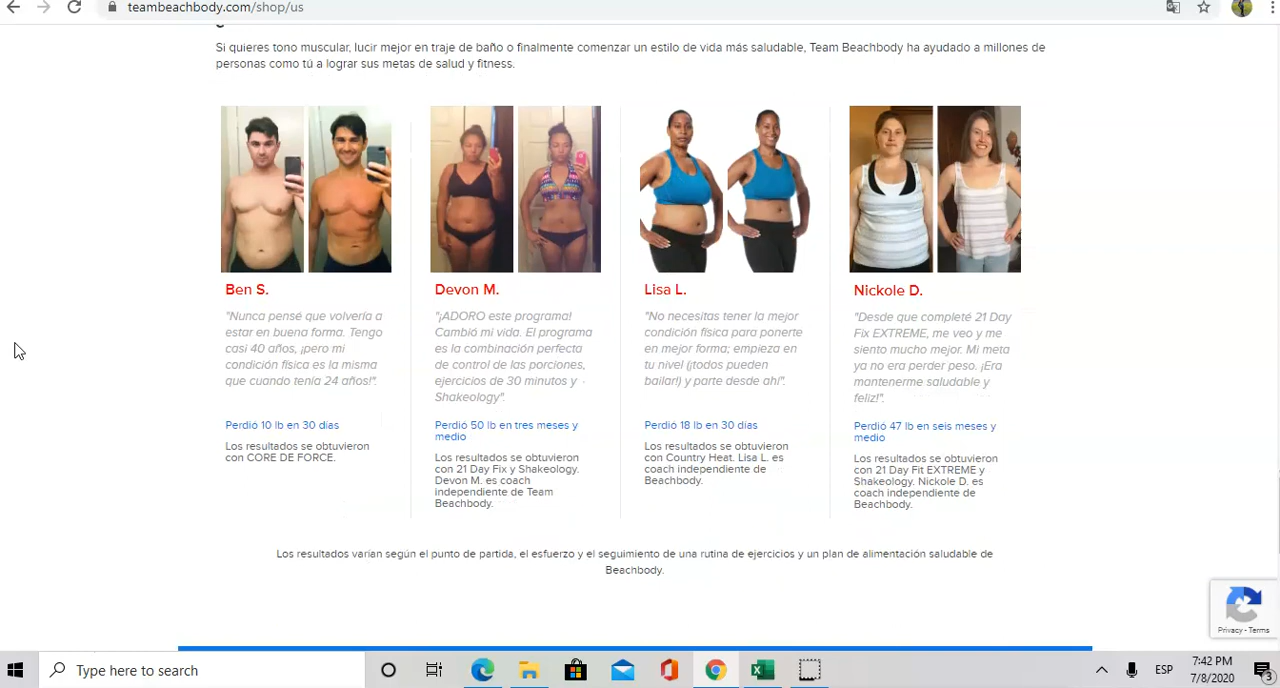 teambeachbody.com/shop/us
Si quieres tono muscular, lucir mejor en traje de baño o finalmente comenzar un estilo de vida más saludable, Team Beachbody ha ayudado a millones de
personas como tú a lograr sus metas de salud y fitness.
Ben S.
"Nunca pensé que volvería a
estar en buena forma. Tengo
casi 40 años, ¡pero mi
condición física es la misma
que cuando tenía 24 años!".
Perdió 10 lb en 30 días
Los resultados se obtuvieron
con CORE DE FORCE.
Devon M.
"¡ADORO este programa!
Cambió mi vida. El programa
es la combinación perfecta
de control de las porciones,
ejercicios de 30 minutos y
Shakeology".
Perdió 50 lb en tres meses y
medio
Los resultados se obtuvieron
con 21 Day Fix y Shakeology.
Devon M. es coach
independiente de Team
Beachbody.
Lisa L.
"No necesitas tener la mejor
condición física para ponerte
en mejor forma; empieza en
tu nivel (¡todos pueden
bailar!) y parte desde ahí".
Perdió 18 lb en 30 días
Los resultados se obtuvieron
con Country Heat. Lisa L. es
coach independiente de
Beachbody.
Nickole D.
"Desde que completé 21 Day
Fix EXTREME, me veo y me
siento mucho mejor. Mi meta
ya no era perder peso. ¡Era
mantenerme saludable y
feliz!".
Perdió 47 lb en seis meses y
medio
Los resultados se obtuvieron
con 21 Day Fit EXTREME y
Shakeology. Nickole D. es
coach independiente de
Beachbody.
Los resultados varían según el punto de partida, el esfuerzo y el seguimiento de una rutina de ejercicios y un plan de alimentación saludable de
Beachbody.
Privacy - Terms
Type here to search
ESP
7:42 PM
7/8/2020
3